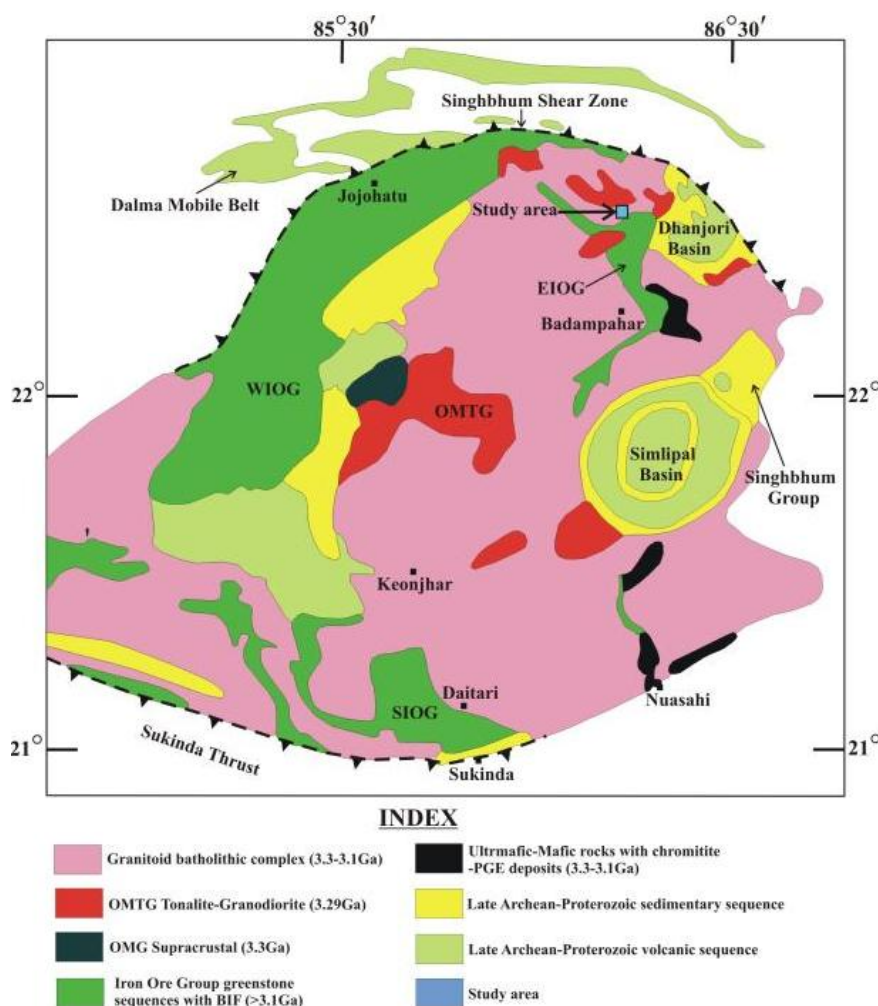 85°30′
86°30′
Singhbhum Shear Zone
Dalma Mobile Belt
Jojohatu
Study area
Dhanjori
Basin
EIOG
Badampahar
22°
22°
WIOG
OMTG
Simlipal
Basin
Singhbhum
Group
Keonjhar
Daitari
SIOG
Nuasahi
21°
21°
Sukinda Thrust
Sukinda
INDEX
Granitoid batholithic complex (3.3-3.1Ga)
OMTG Tonalite-Granodiorite (3.29Ga)
OMG Supracrustal (3.3Ga)
Iron Ore Group greenstone
sequences with BIF (>3.1Ga)
Ultrmafic-Mafic rocks with chromitite
-PGE deposits (3.3-3.1Ga)
Late Archean-Proterozoic sedimentary sequence
Late Archean-Proterozoic volcanic sequence
Study area